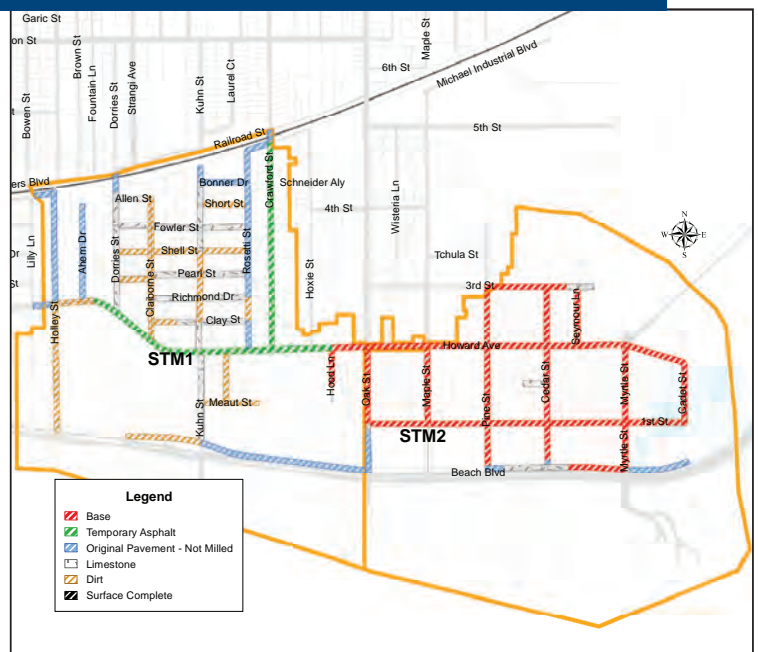 Garic St
on St
Brown St
Fountain Ln
Dorries St
Strangi Ave
Kuhn St
Laurel Ct
Maple St
6th St
Michael Industrial Blvd
Bowen St
Railroad St
5th St
ers Blvd
Bonner Dr
Crawford St
Schneider Aly
Allen St
Short St
4th St
Wisteria Ln
Fowler St
Lilly Ln
Ahern Dr
Dorries St
Shell St
Rosetti St
N
W
E
S
Dr
Claiborne St
Pearl St
Hoxie St
Tchula St
St
Richmond Dr
3rd St
Holley St
Clay St
Seymour Ln
STM1
Howard Ave
Hood Ln
Oak St
Maple St
Pine St
Cedar St
Myrtle St
Cadet St
Kuhn St
Meaut St
STM2
1st St
Myrtle St
Beach Blvd
Legend
Base
Temporary Asphalt
Original Pavement - Not Milled
Limestone
Dirt
Surface Complete